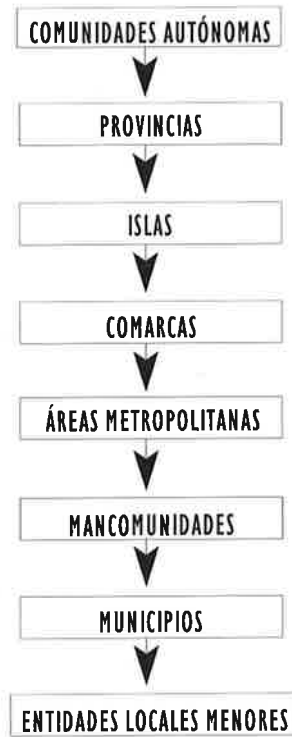 COMUNIDADES AUTÓNOMAS
PROVINCIAS
ISLAS
COMARCAS
ÁREAS METROPOLITANAS
MANCOMUNIDADES
MUNICIPIOS
ENTIDADES LOCALES MENORES